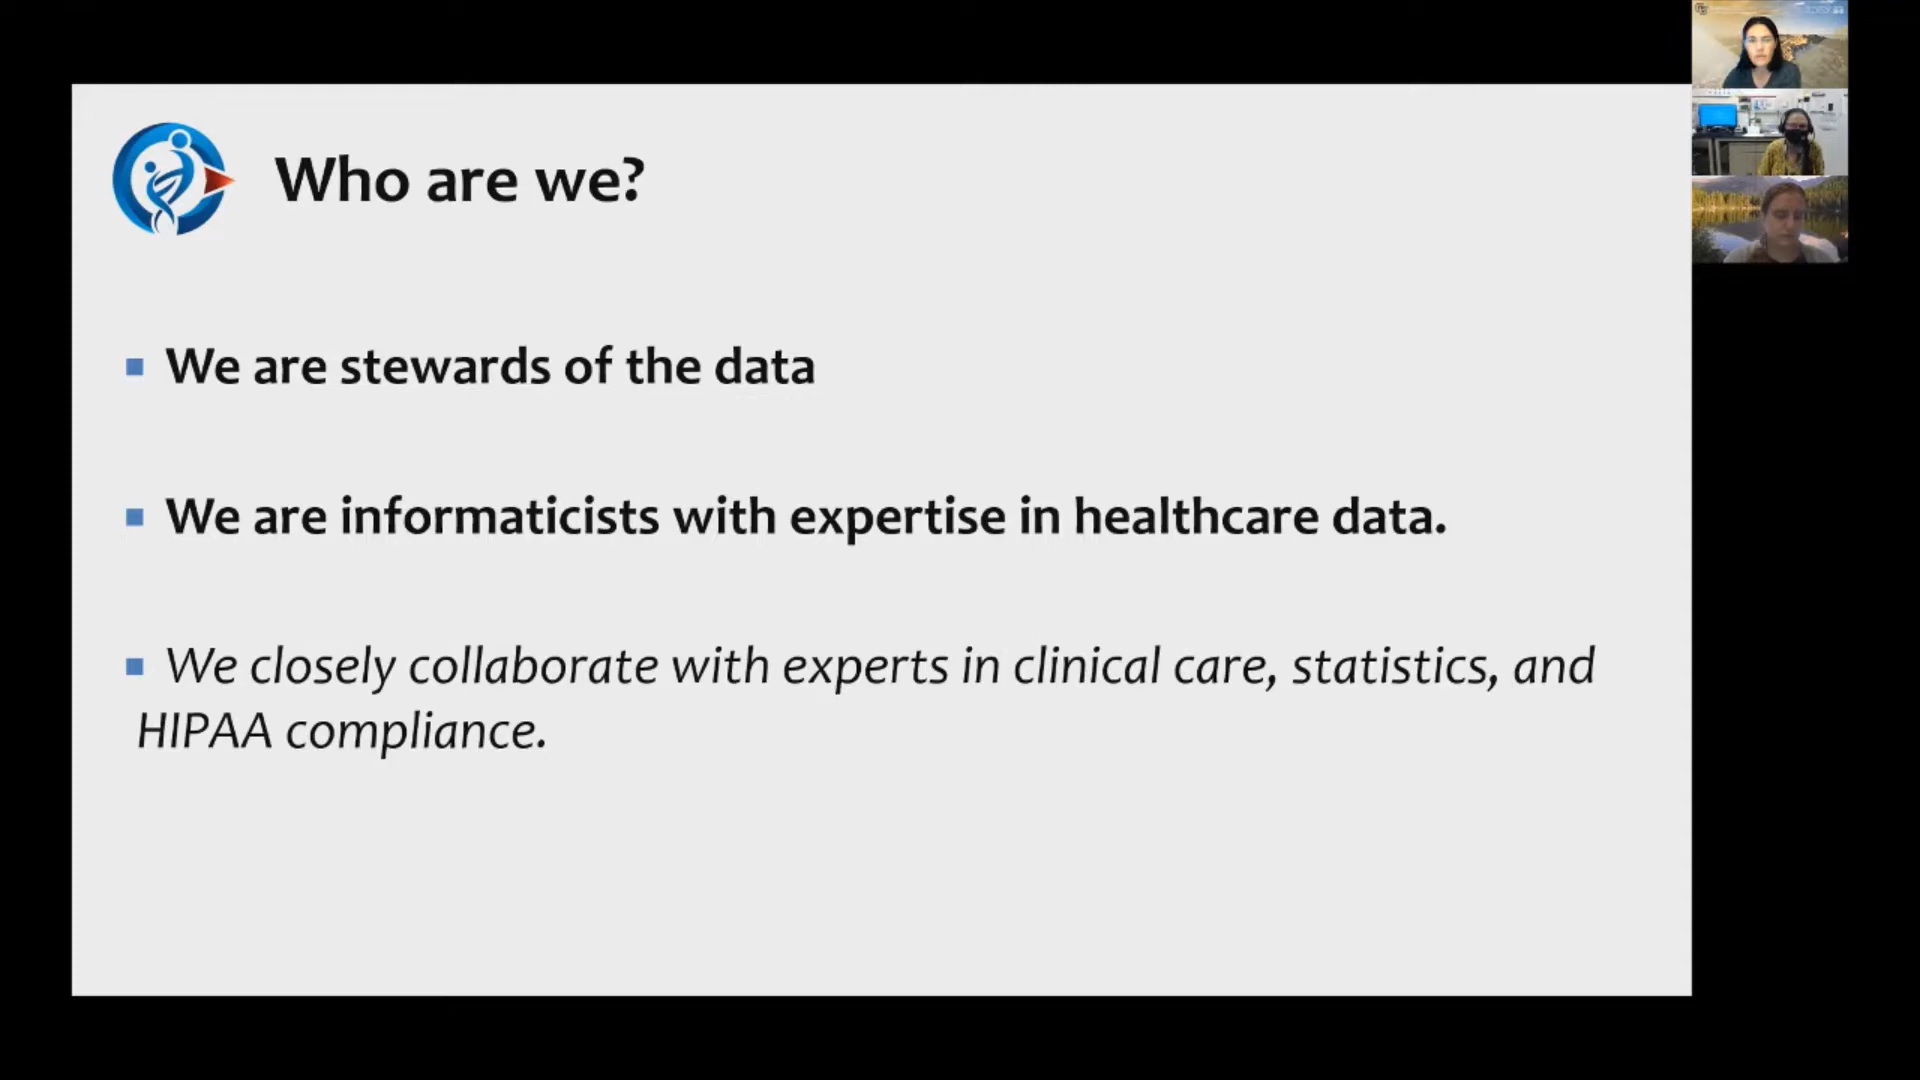 Who are we?
We are stewards of the data
We are informaticists with expertise in healthcare data.
We closely collaborate with experts in clinical care, statistics, and
HIPAA compliance.